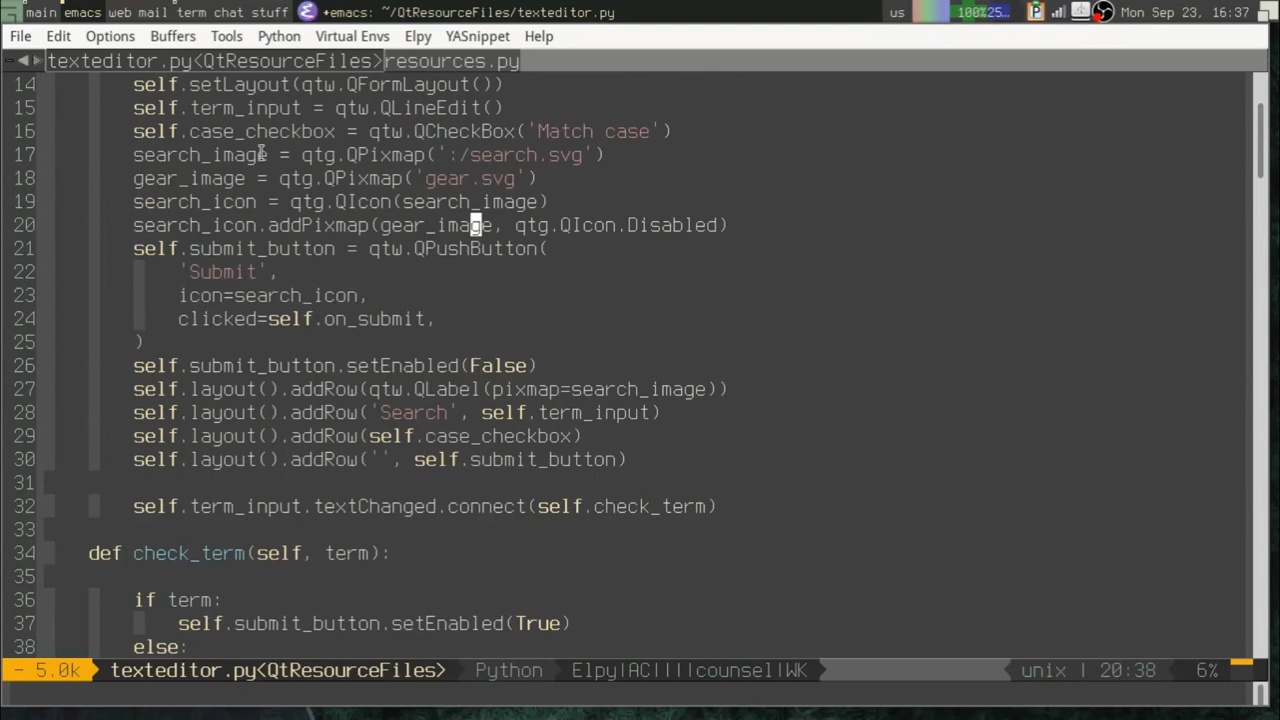 main web mail term chat stuff +emacs: ~/QtResourceFiles/texteditor.py us 100%25... Mon Sep 23, 16:37
File Edit Options Buffers Tools Python Virtual Envs Elpy YASnippet Help
texteditor.py<QtResourceFiles> resources.py
14 self.setLayout(qtw.QFormLayout())
15 self.term_input = qtw.QLineEdit()
16 self.case_checkbox = qtw.QCheckBox('Match case')
17 search_image = qtg.QPixmap(':/search.svg')
18 gear_image = qtg.QPixmap('gear.svg')
19 search_icon = qtg.QIcon(search_image)
20 search_icon.addPixmap(gear_image, qtg.QIcon.Disabled)
21 self.submit_button = qtw.QPushButton(
22 'Submit',
23 icon=search_icon,
24 clicked=self.on_submit,
25 )
26 self.submit_button.setEnabled(False)
27 self.layout().addRow(qtw.QLabel(pixmap=search_image))
28 self.layout().addRow('Search', self.term_input)
29 self.layout().addRow(self.case_checkbox)
30 self.layout().addRow('', self.submit_button)
31
32 self.term_input.textChanged.connect(self.check_term)
33
34 def check_term(self, term):
35
36 if term:
37 self.submit_button.setEnabled(True)
38 else:
- 5.0k texteditor.py<QtResourceFiles> Python Elpy|AC||||counsel|WK unix | 20:38 6%